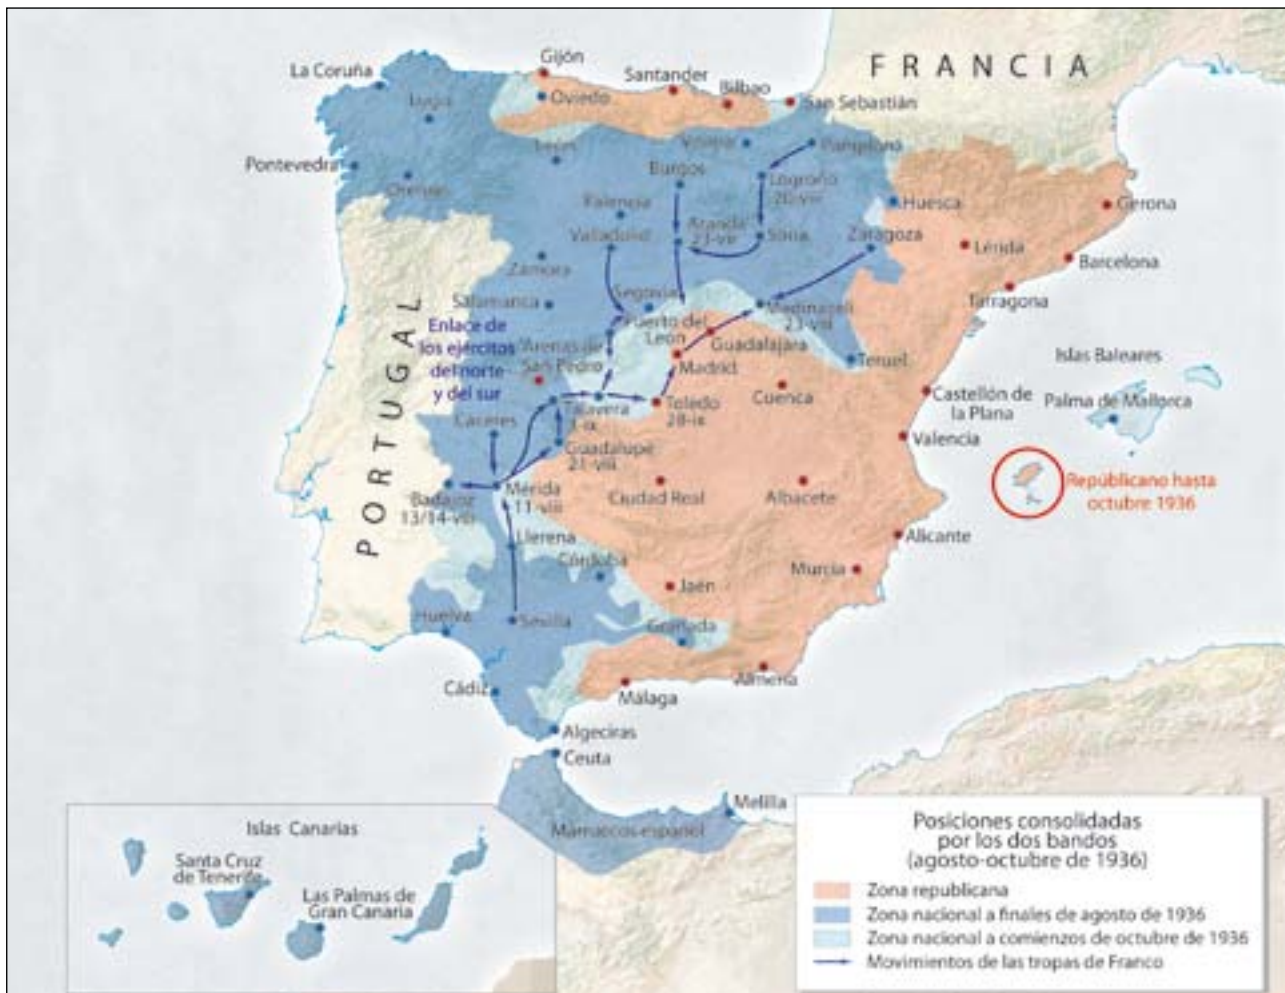 FRANCIA
Gijón
La Coruña
Santander
Bilbao
San Sebastián
Oviedo
Lugo
León
Vitoria
Pamplona
Pontevedra
Orense
Burgos
Logroño
20-vii
Huesca
Gerona
Palencia
Aranda
21-vii
Soria
Zaragoza
Lérida
Valladolid
Barcelona
Zamora
Tarragona
Salamanca
Segovia
Medinaceli
23-viii
PORTUGAL
Enlace de
los ejércitos
del norte
y del sur
Puerto del
León
Guadalajara
Arenas de
San Pedro
Madrid
Teruel
Islas Baleares
Cuenca
Castellón de
la Plana
Palma de Mallorca
Talavera
3-ix
Toledo
28-ix
Cáceres
Valencia
Guadalupe
21-viii
Badajoz
13/14-viii
Mérida
11-viii
Ciudad Real
Albacete
Repúblicano hasta
octubre 1936
Llerena
Alicante
Córdoba
Jaén
Murcia
Huelva
Sevilla
Granada
Cádiz
Málaga
Almería
Algeciras
Ceuta
Melilla
Marruecos español
Islas Canarias
Santa Cruz
de Tenerife
Las Palmas de
Gran Canaria
Posiciones consolidadas
por los dos bandos
(agosto-octubre de 1936)
Zona republicana
Zona nacional a finales de agosto de 1936
Zona nacional a comienzos de octubre de 1936
Movimientos de las tropas de Franco